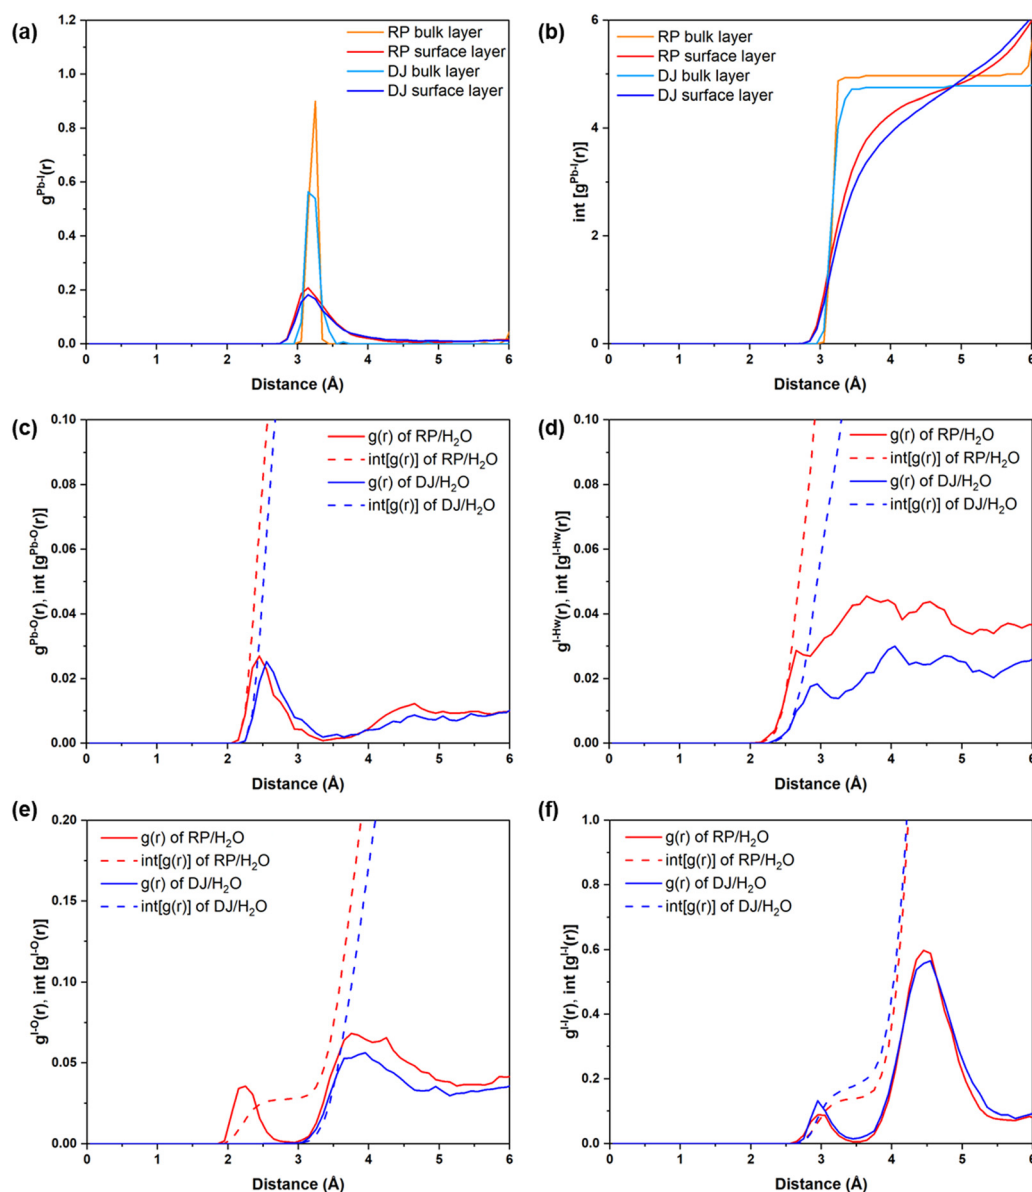 (a)
1.2
1.0
0.8
0.6
0.4
0.2
0.0
g^Pb-I(r)
RP bulk layer
RP surface layer
DJ bulk layer
DJ surface layer
0 1 2 3 4 5 6
Distance (Å)
(b)
6
4
2
0
int [g^Pb-I(r)]
RP bulk layer
RP surface layer
DJ bulk layer
DJ surface layer
0 1 2 3 4 5 6
Distance (Å)
(c)
0.10
0.08
0.06
0.04
0.02
0.00
g^Pb-O(r), int [g^Pb-O(r)]
g(r) of RP/H₂O
int[g(r)] of RP/H₂O
g(r) of DJ/H₂O
int[g(r)] of DJ/H₂O
0 1 2 3 4 5 6
Distance (Å)
(d)
0.10
0.08
0.06
0.04
0.02
0.00
g^I-Hw(r), int [g^I-Hw(r)]
g(r) of RP/H₂O
int[g(r)] of RP/H₂O
g(r) of DJ/H₂O
int[g(r)] of DJ/H₂O
0 1 2 3 4 5 6
Distance (Å)
(e)
0.20
0.15
0.10
0.05
0.00
g^I-O(r), int [g^I-O(r)]
g(r) of RP/H₂O
int[g(r)] of RP/H₂O
g(r) of DJ/H₂O
int[g(r)] of DJ/H₂O
0 1 2 3 4 5 6
Distance (Å)
(f)
1.0
0.8
0.6
0.4
0.2
0.0
g^I-I(r), int [g^I-I(r)]
g(r) of RP/H₂O
int[g(r)] of RP/H₂O
g(r) of DJ/H₂O
int[g(r)] of DJ/H₂O
0 1 2 3 4 5 6
Distance (Å)